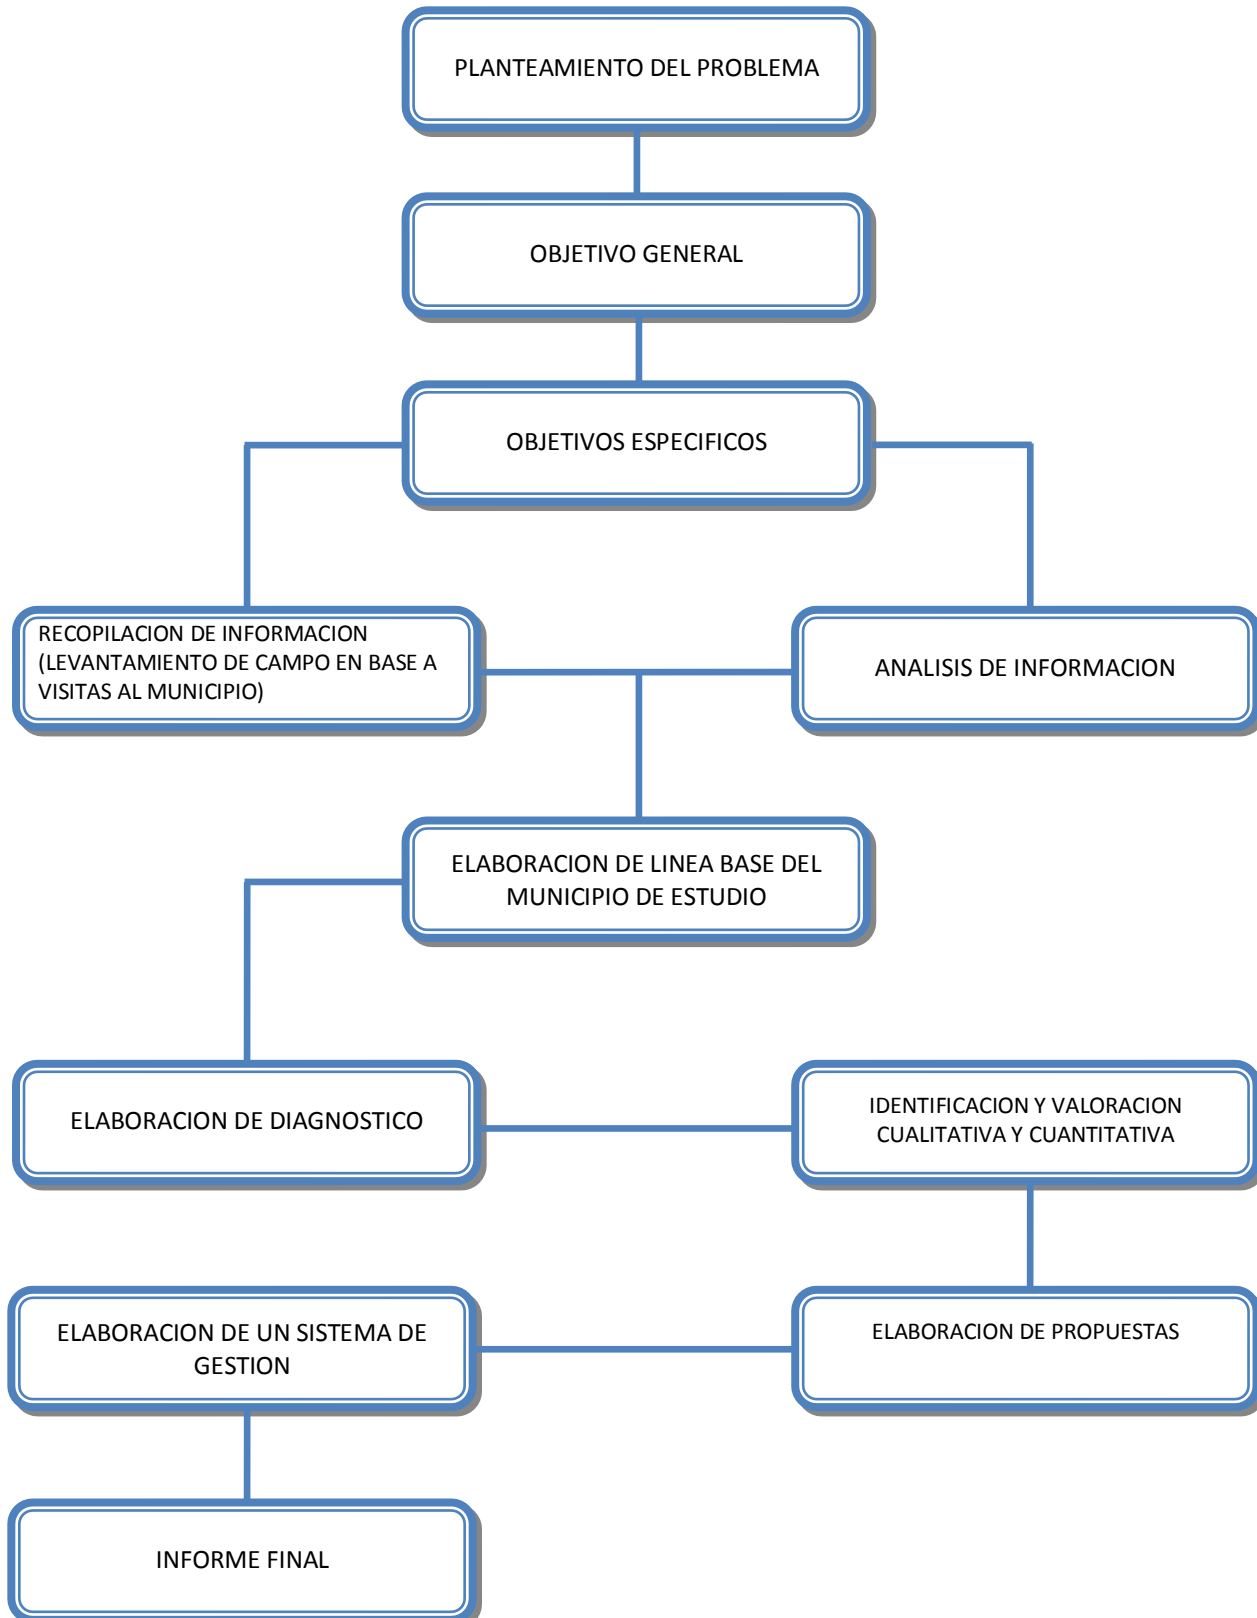 PLANTEAMIENTO DEL PROBLEMA
OBJETIVO GENERAL
OBJETIVOS ESPECIFICOS
RECOPILACION DE INFORMACION
(LEVANTAMIENTO DE CAMPO EN BASE A
VISITAS AL MUNICIPIO)
ANALISIS DE INFORMACION
ELABORACION DE LINEA BASE DEL
MUNICIPIO DE ESTUDIO
ELABORACION DE DIAGNOSTICO
IDENTIFICACION Y VALORACION
CUALITATIVA Y CUANTITATIVA
ELABORACION DE UN SISTEMA DE
GESTION
ELABORACION DE PROPUESTAS
INFORME FINAL